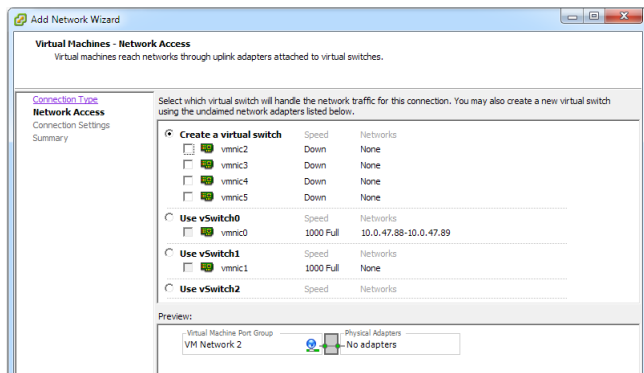 Add Network Wizard
Virtual Machines - Network Access
Virtual machines reach networks through uplink adapters attached to virtual switches.
Connection Type
Network Access
Connection Settings
Summary
Select which virtual switch will handle the network traffic for this connection. You may also create a new virtual switch
using the unclaimed network adapters listed below.
Create a virtual switch Speed Networks
vmnic2 Down None
vmnic3 Down None
vmnic4 Down None
vmnic5 Down None
Use vSwitch0 Speed Networks
vmnic0 1000 Full 10.0.47.88-10.0.47.89
Use vSwitch1 Speed Networks
vmnic1 1000 Full None
Use vSwitch2 Speed Networks
Preview:
Virtual Machine Port Group Physical Adapters
VM Network 2 No adapters